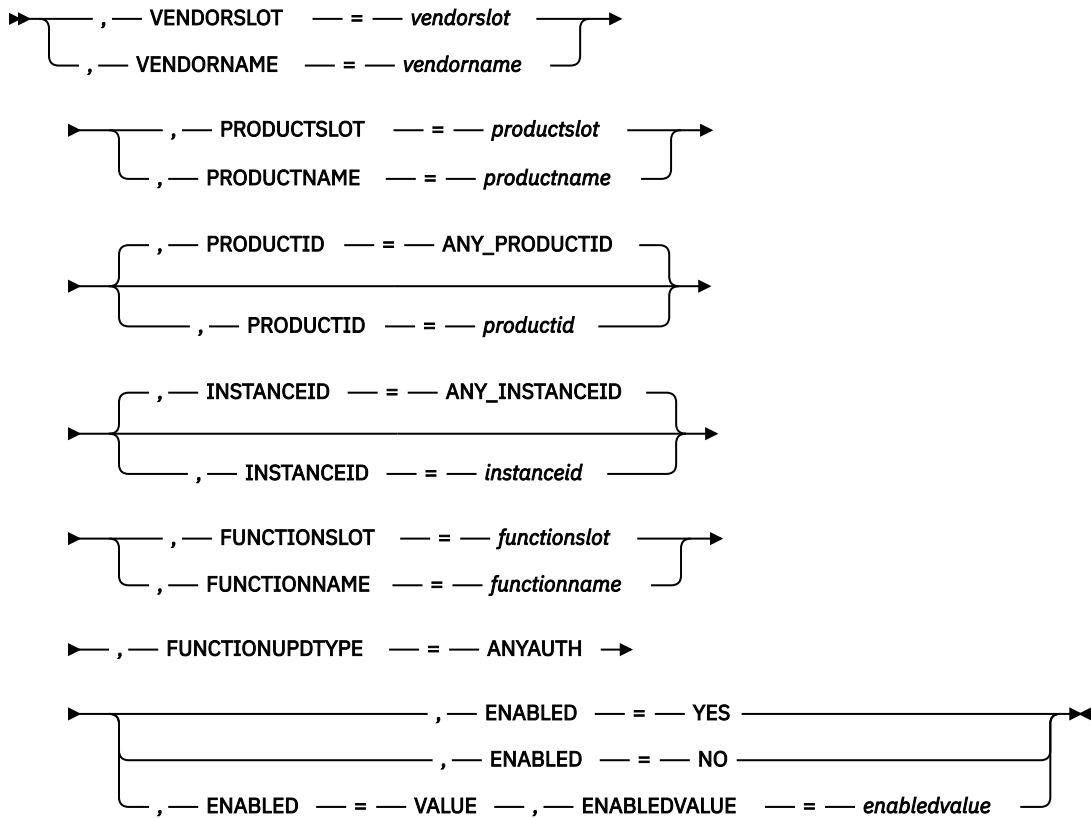 , VENDORSLOT = vendorslot
, VENDORNAME = vendorname
, PRODUCTSLOT = productslot
, PRODUCTNAME = productname
, PRODUCTID = ANY_PRODUCTID
, PRODUCTID = productid
, INSTANCEID = ANY_INSTANCEID
, INSTANCEID = instanceid
, FUNCTIONSLOT = functionslot
, FUNCTIONNAME = functionname
, FUNCTIONUPDTYPE = ANYAUTH
, ENABLED = YES
, ENABLED = NO
, ENABLED = VALUE , ENABLEDVALUE = enabledvalue